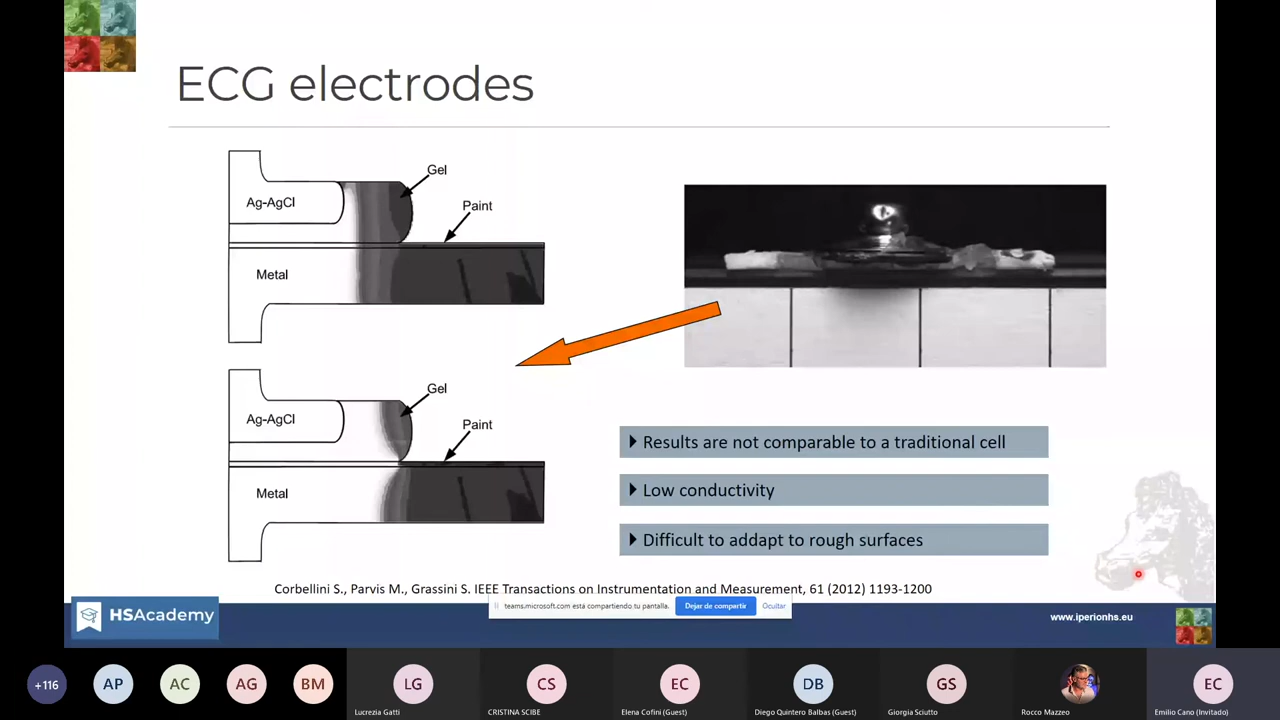 ECG electrodes
Gel
Ag-AgCl
Paint
Metal
Gel
Ag-AgCl
Paint
Metal
Results are not comparable to a traditional cell
Low conductivity
Difficult to addapt to rough surfaces
Corbellini S., Parvis M., Grassini S. IEEE Transactions on Instrumentation and Measurement, 61 (2012) 1193-1200
teams.microsoft.com está compartiendo tu pantalla.
Dejar de compartir
Ocultar
HSAcademy
www.iperionhs.eu
+116
AP
AC
AG
BM
LG
CS
EC
DB
GS
EC
Lucrezia Gatti
CRISTINA SCIBE
Elena Cofini (Guest)
Diego Quintero Balbas (Guest)
Giorgia Sciutto
Rocco Mazzeo
Emilio Cano (Invitado)